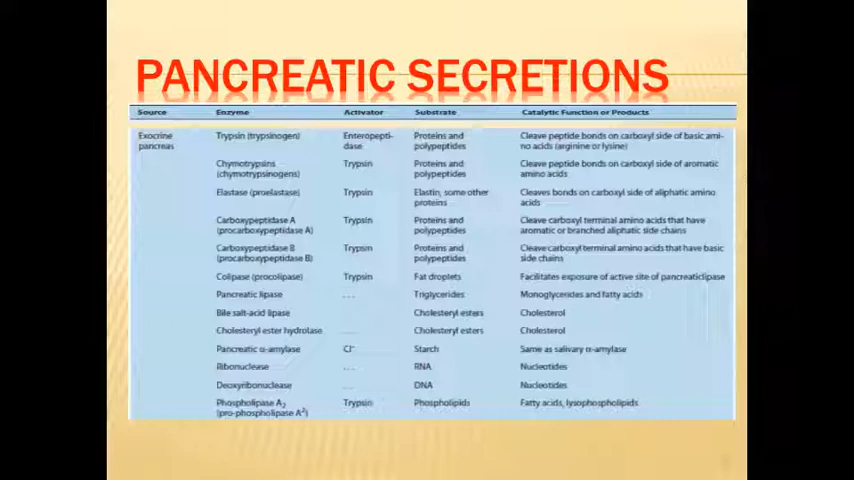 PANCREATIC SECRETIONS
Source Enzyme Activator Substrate Catalytic Function or Products
Exocrine Trypsin (trypsinogen) Enteropepti- Proteins and Cleave peptide bonds on carboxyl side of basic ami-
pancreas dase polypeptides no acids (arginine or lysine)
Chymotrypsins Trypsin Proteins and Cleave peptide bonds on carboxyl side of aromatic
(chymotrypsinogens) polypeptides amino acids
Elastase (proelastase) Trypsin Elastin, some other Cleaves bonds on carboxyl side of aliphatic amino
proteins acids
Carboxypeptidase A Trypsin Proteins and Cleave carboxyl terminal amino acids that have
(procarboxypeptidase A) polypeptides aromatic or branched aliphatic side chains
Carboxypeptidase B Trypsin Proteins and Cleave carboxyl terminal amino acids that have basic
(procarboxypeptidase B) polypeptides side chains
Colipase (procolipase) Trypsin Fat droplets Facilitates exposure of active site of pancreaticlipase
Pancreatic lipase . . . Triglycerides Monoglycerides and fatty acids
Bile salt-acid lipase Cholesteryl esters Cholesterol
Cholesteryl ester hydrolase . . . Cholesteryl esters Cholesterol
Pancreatic α-amylase Cl⁻ Starch Same as salivary α-amylase
Ribonuclease . . . RNA Nucleotides
Deoxyribonuclease . . . DNA Nucleotides
Phospholipase A₂ Trypsin Phospholipids Fatty acids, lysophospholipids
(pro-phospholipase A²)